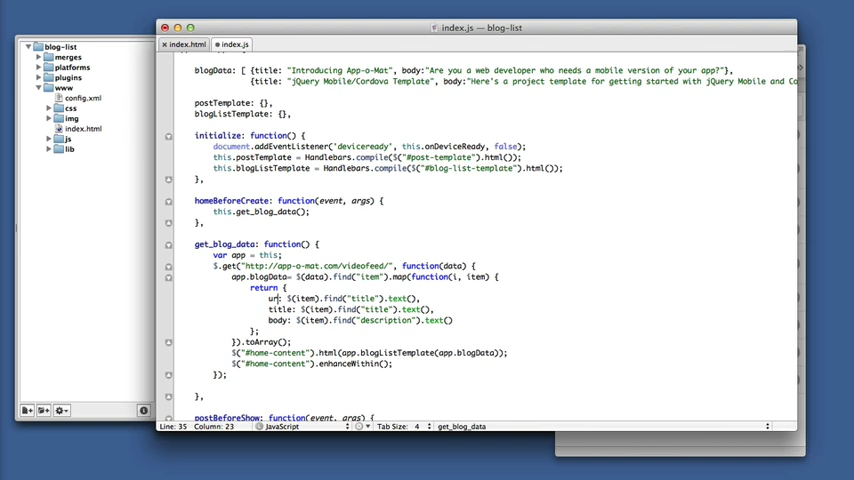 index.js — blog-list
index.html
index.js
blog-list
merges
platforms
plugins
www
config.xml
css
img
index.html
js
lib
blogData: [ {title: "Introducing App-o-Mat", body:"Are you a web developer who needs a mobile version of your app?"},
{title: "jQuery Mobile/Cordova Template", body:"Here's a project template for getting started with jQuery Mobile and Co
postTemplate: {},
blogListTemplate: {},
initialize: function() {
document.addEventListener('deviceready', this.onDeviceReady, false);
this.postTemplate = Handlebars.compile($("#post-template").html());
this.blogListTemplate = Handlebars.compile($("#blog-list-template").html());
},
homeBeforeCreate: function(event, args) {
this.get_blog_data();
},
get_blog_data: function() {
var app = this;
$.get("http://app-o-mat.com/videofeed/", function(data) {
app.blogData= $(data).find("item").map(function(i, item) {
return {
ur: $(item).find("title").text(),
title: $(item).find("title").text(),
body: $(item).find("description").text()
};
}).toArray();
$("#home-content").html(app.blogListTemplate(app.blogData));
$("#home-content").enhanceWithin();
});
},
postBeforeShow: function(event, args) {
Line: 35 Column: 23 JavaScript Tab Size: 4 get_blog_data